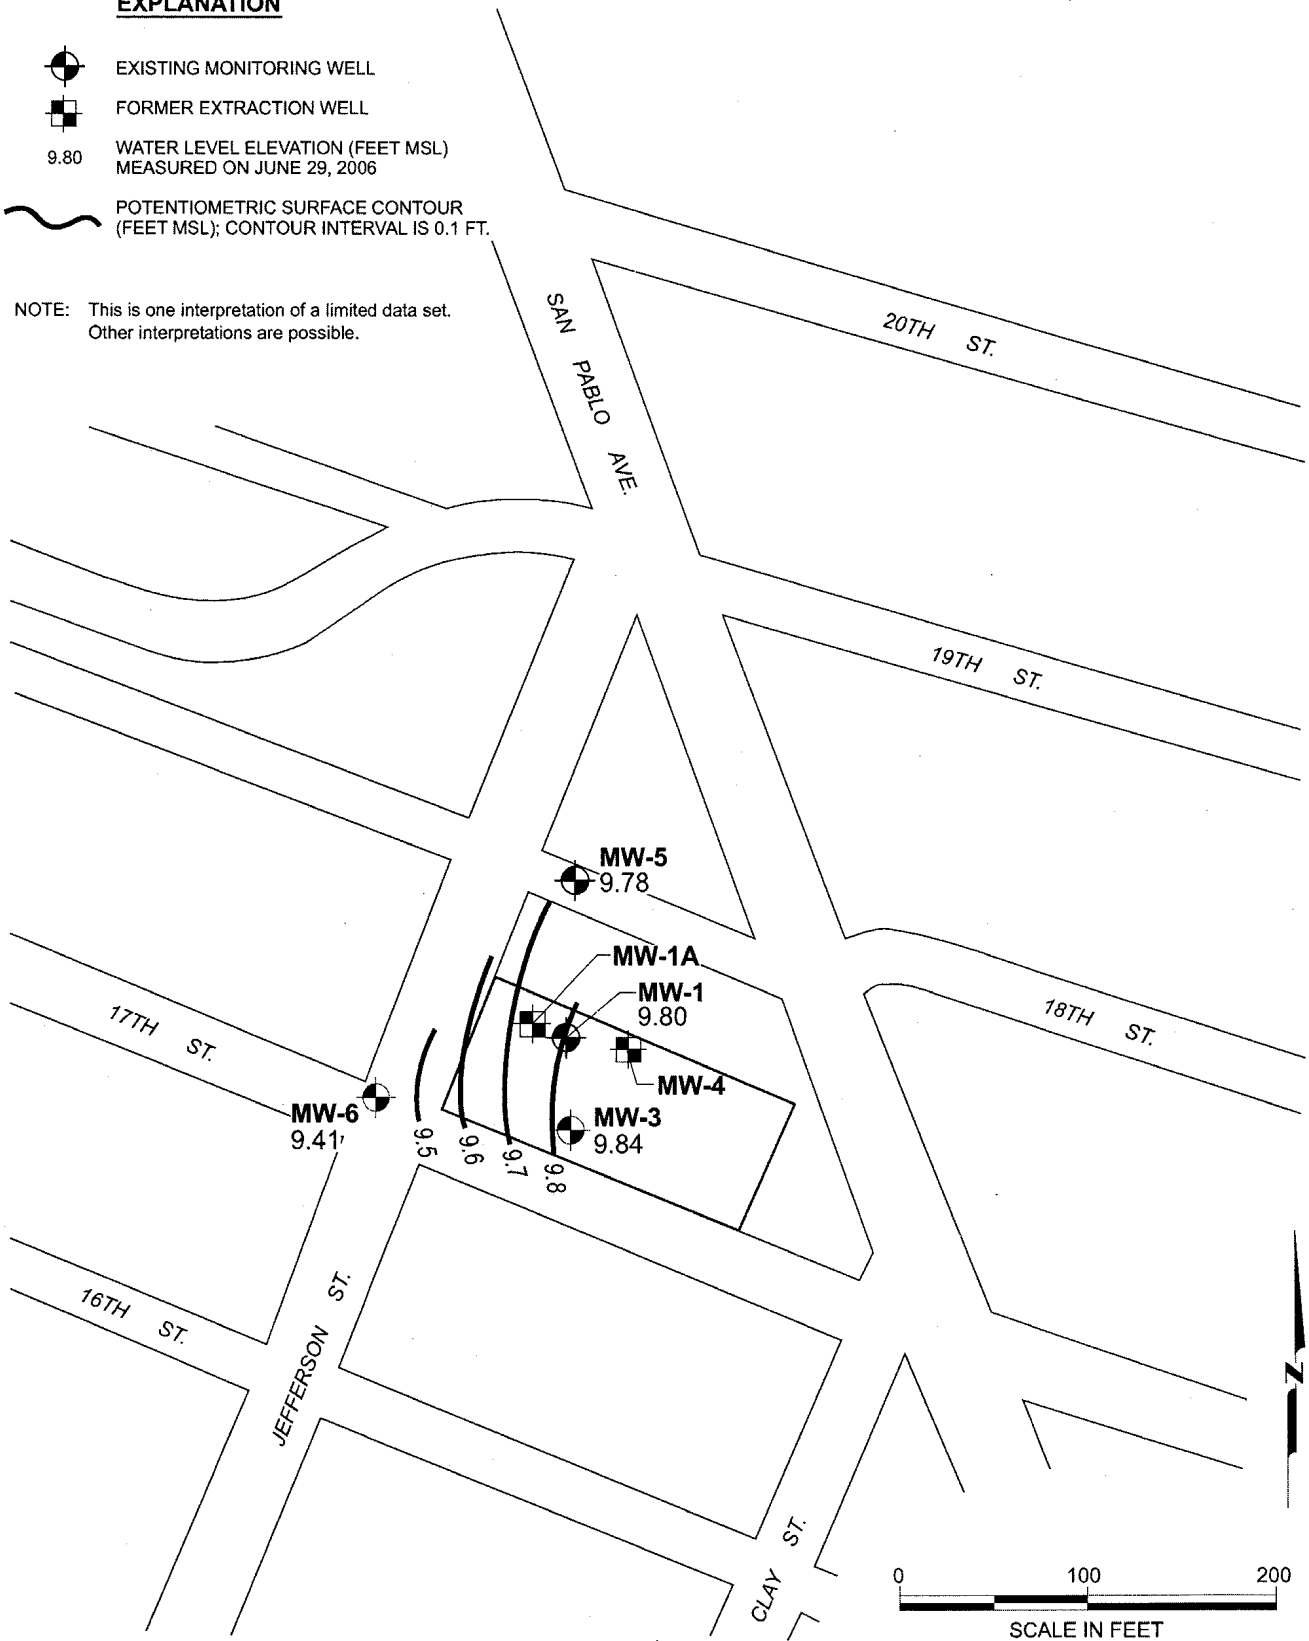 EXPLANATION
EXISTING MONITORING WELL
FORMER EXTRACTION WELL
9.80
WATER LEVEL ELEVATION (FEET MSL)
MEASURED ON JUNE 29, 2006
POTENTIOMETRIC SURFACE CONTOUR
(FEET MSL); CONTOUR INTERVAL IS 0.1 FT.
NOTE: This is one interpretation of a limited data set.
Other interpretations are possible.
SAN PABLO AVE.
20TH ST.
19TH ST.
MW-5
9.78
MW-1A
MW-1
9.80
18TH ST.
17TH ST.
MW-4
MW-6
9.41
MW-3
9.84
9.5
9.6
9.7
9.8
16TH ST.
JEFFERSON ST.
CLAY ST.
N
0 100 200
SCALE IN FEET